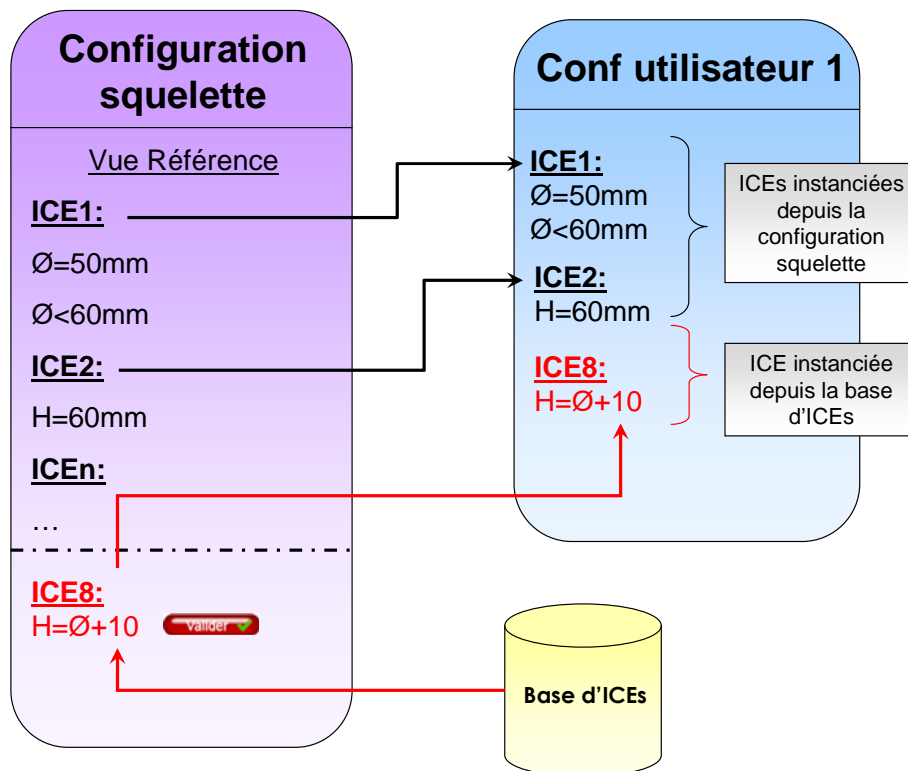 Configuration
squelette
Vue Référence
ICE1:
Ø=50mm
Ø<60mm
ICE2:
H=60mm
ICEn:
…
ICE8:
H=Ø+10
Valider
Conf utilisateur 1
ICE1:
Ø=50mm
Ø<60mm
ICE2:
H=60mm
ICE8:
H=Ø+10
ICEs instanciées
depuis la
configuration
squelette
ICE instanciée
depuis la base
d’ICEs
Base d’ICEs